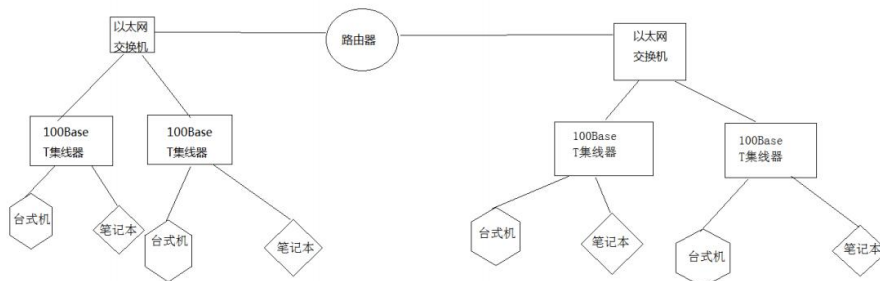 以太网
交换机
路由器
以太网
交换机
100Base
T集线器
100Base
T集线器
100Base
T集线器
100Base
T集线器
台式机
笔记本
台式机
笔记本
台式机
笔记本
台式机
笔记本